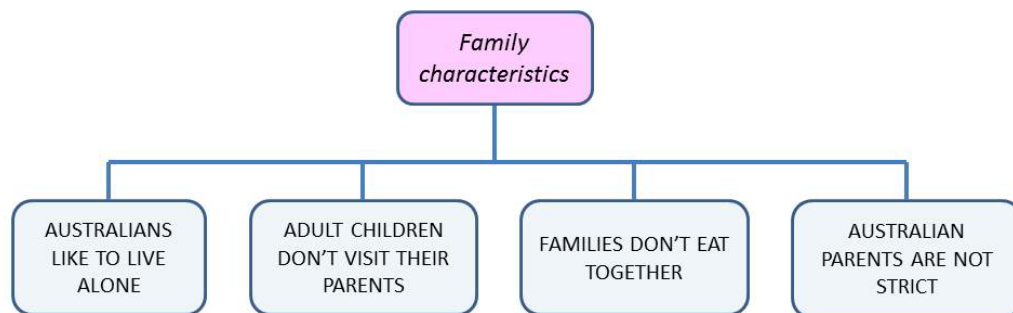 Family
characteristics
AUSTRALIANS
LIKE TO LIVE
ALONE
ADULT CHILDREN
DON'T VISIT THEIR
PARENTS
FAMILIES DON'T EAT
TOGETHER
AUSTRALIAN
PARENTS ARE NOT
STRICT